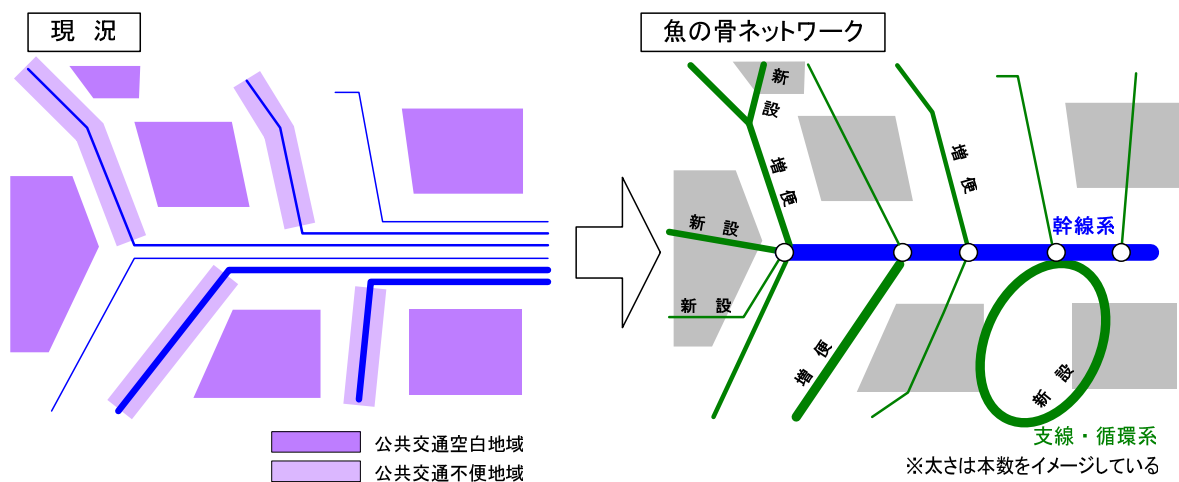 現 況
公共交通空白地域
公共交通不便地域
魚の骨ネットワーク
新設
増便
増便
新 設
幹線系
新 設
増便
新設
支線・循環系
※太さは本数をイメージしている